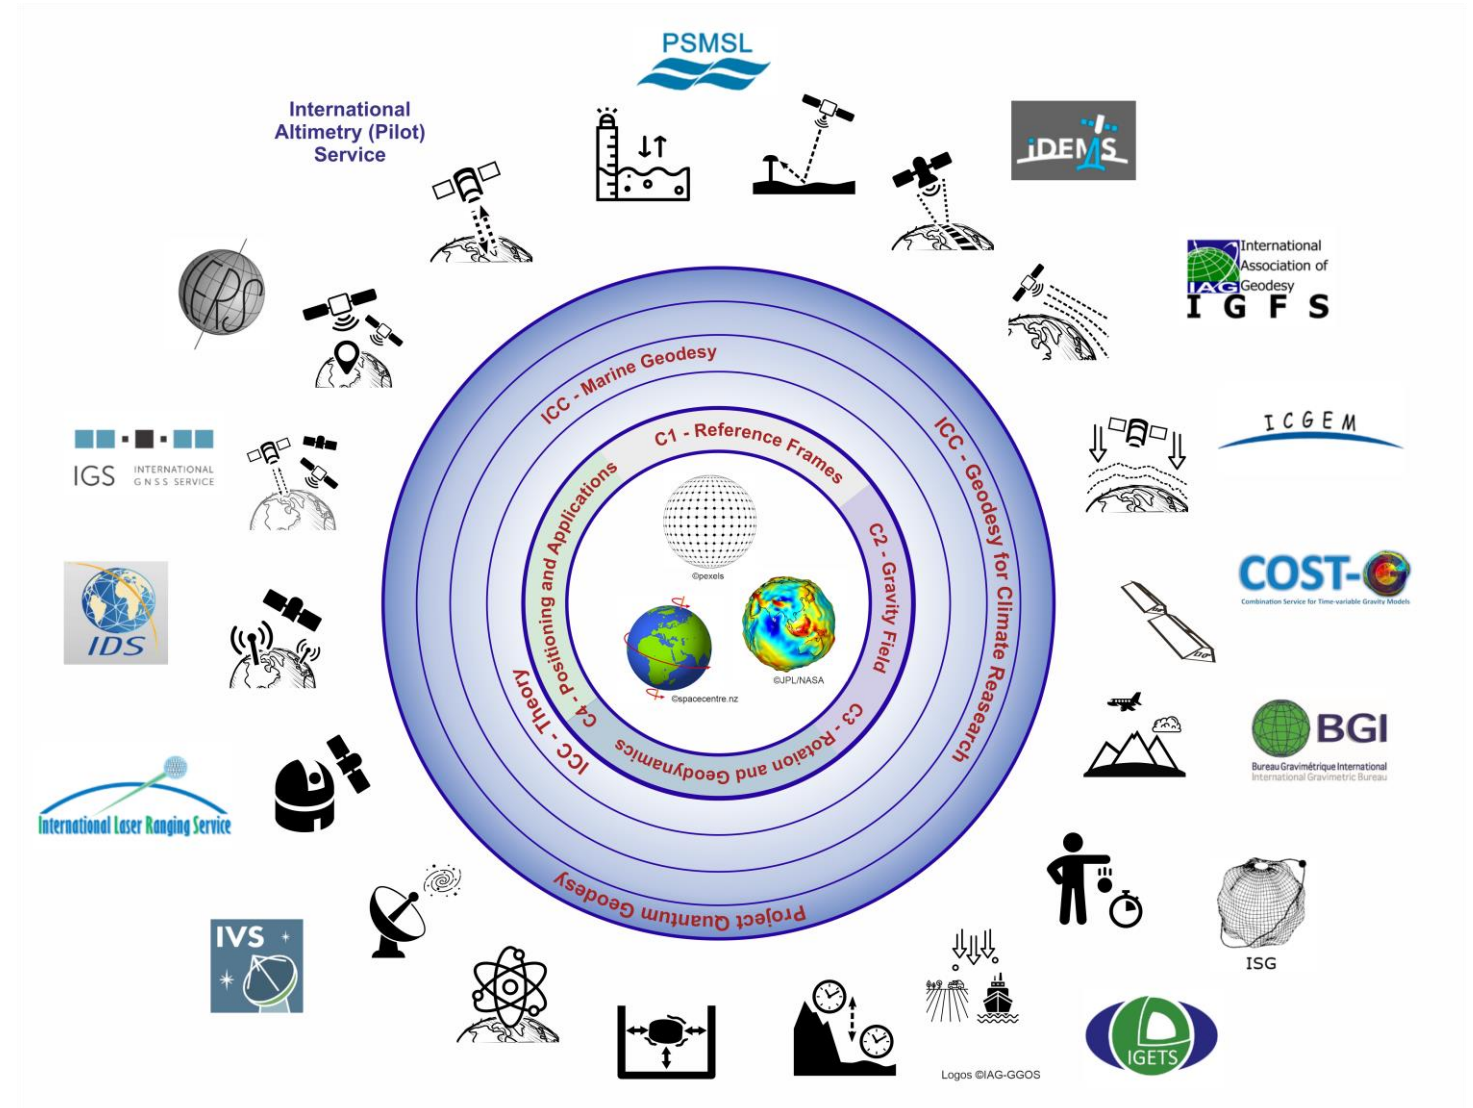 PSMSL
International
Altimetry (Pilot)
Service
iDEMS
IERS
International
Association of
Geodesy
IAG
I G F S
ICC - Marine Geodesy
ICC - Geodesy for Climate Reasearch
C1 - Reference Frames
IGS INTERNATIONAL
GNSS SERVICE
ICGEM
C4 - Positioning and Applications
C2 - Gravity Field
©pexels
COST-G
Combination Service for Time-variable Gravity Models
IDS
©JPL/NASA
©spacecentre.nz
ICC - Theory
C3 - Rotaion and Geodynamics
BGI
Bureau Gravimétrique International
International Gravimetric Bureau
International Laser Ranging Service
Project Quantum Geodesy
IVS
ISG
IGETS
Logos ©IAG-GGOS